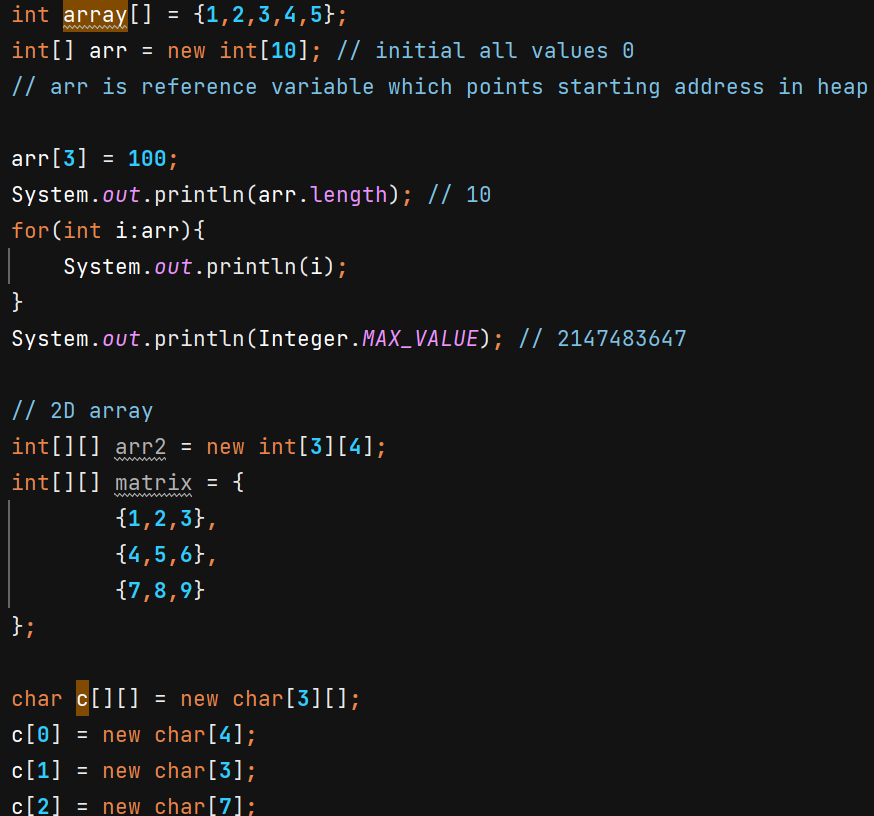 int array[] = {1,2,3,4,5};
int[] arr = new int[10]; // initial all values 0
// arr is reference variable which points starting address in heap
arr[3] = 100;
System.out.println(arr.length); // 10
for(int i:arr){
    System.out.println(i);
}
System.out.println(Integer.MAX_VALUE); // 2147483647
// 2D array
int[][] arr2 = new int[3][4];
int[][] matrix = {
        {1,2,3},
        {4,5,6},
        {7,8,9}
};
char c[][] = new char[3][];
c[0] = new char[4];
c[1] = new char[3];
c[2] = new char[7];